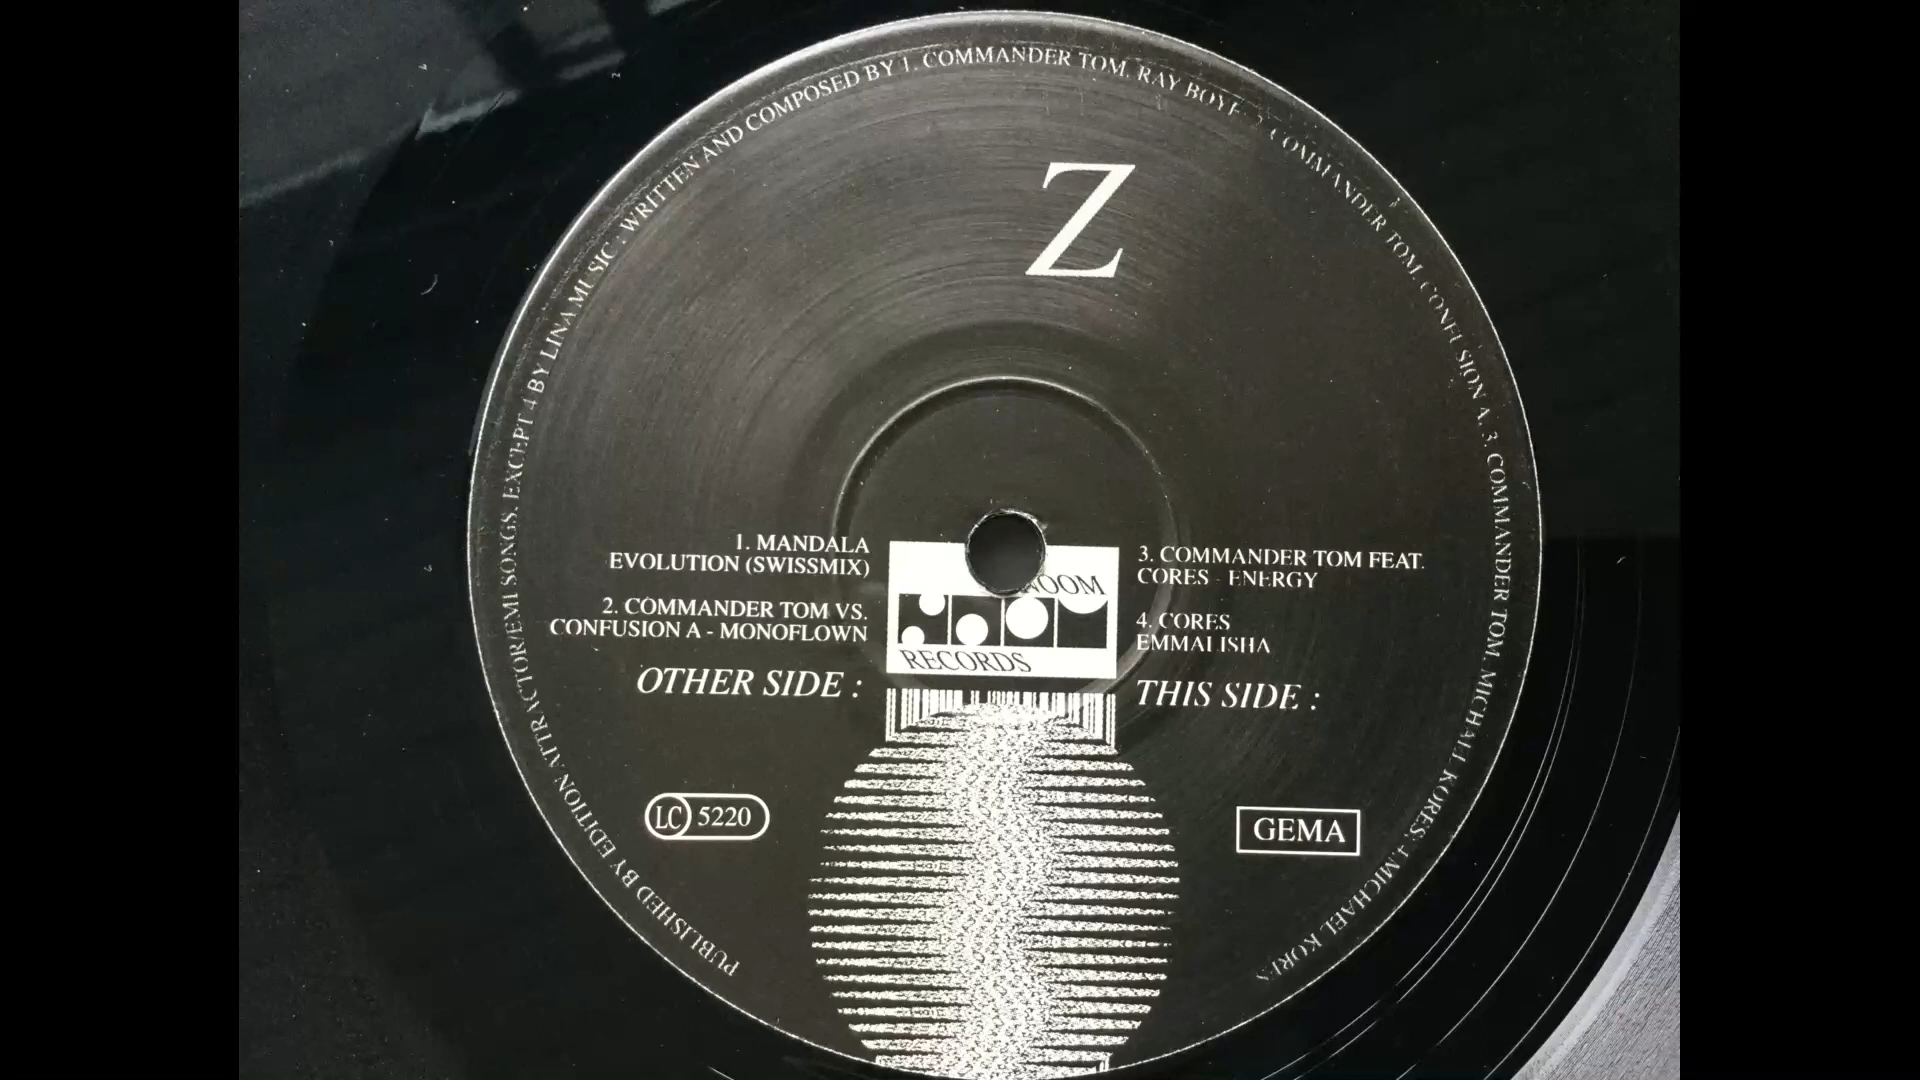 PUBLISHED BY EDITION ATTRACTOR/EMI SONGS. EXCEPT 4 BY LINA MUSIC : WRITTEN AND COMPOSED BY 1. COMMANDER TOM, RAY 2. COMMANDER TOM, CONFUSION A, 3. COMMANDER TOM, MICHAEL KORES, 4. MICHAEL KORES
Z
1. MANDALA
EVOLUTION (SWISSMIX)
2. COMMANDER TOM VS.
CONFUSION A - MONOFLOWN
OTHER SIDE :
NOOM
RECORDS
3. COMMANDER TOM FEAT.
CORES - ENERGY
4. CORES
EMMALISHA
THIS SIDE :
LC 5220
GEMA